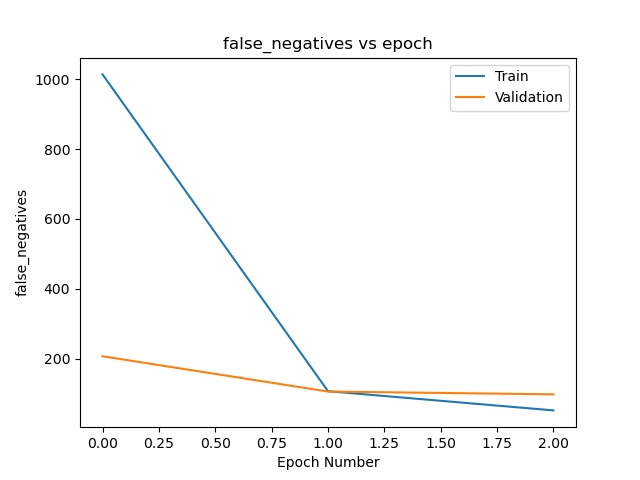 false_negatives vs epoch
Train
Validation
1000
800
600
400
200
false_negatives
0.00 0.25 0.50 0.75 1.00 1.25 1.50 1.75 2.00
Epoch Number